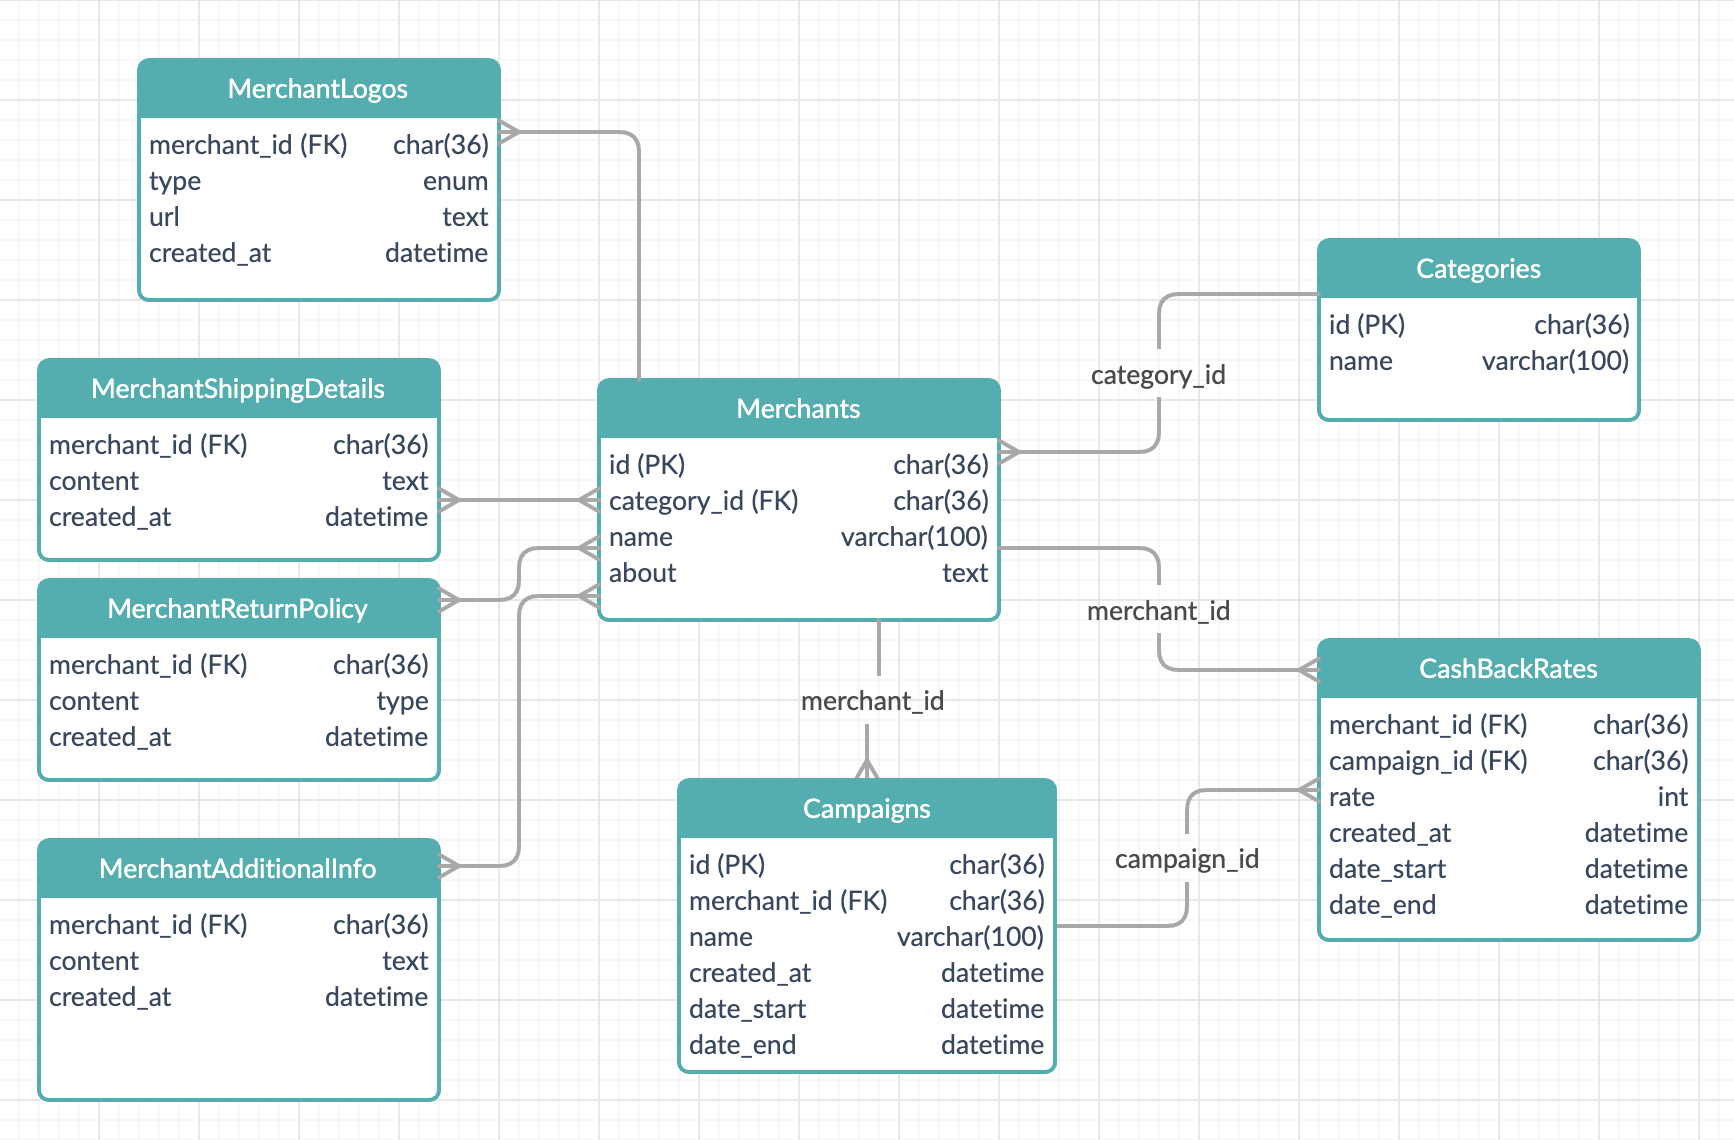 MerchantLogos
merchant_id (FK) char(36)
type enum
url text
created_at datetime
Categories
id (PK) char(36)
name varchar(100)
category_id
MerchantShippingDetails
merchant_id (FK) char(36)
content text
created_at datetime
Merchants
id (PK) char(36)
category_id (FK) char(36)
name varchar(100)
about text
merchant_id
MerchantReturnPolicy
merchant_id (FK) char(36)
content type
created_at datetime
merchant_id
CashBackRates
merchant_id (FK) char(36)
campaign_id (FK) char(36)
rate int
created_at datetime
date_start datetime
date_end datetime
campaign_id
MerchantAdditionalInfo
merchant_id (FK) char(36)
content text
created_at datetime
Campaigns
id (PK) char(36)
merchant_id (FK) char(36)
name varchar(100)
created_at datetime
date_start datetime
date_end datetime